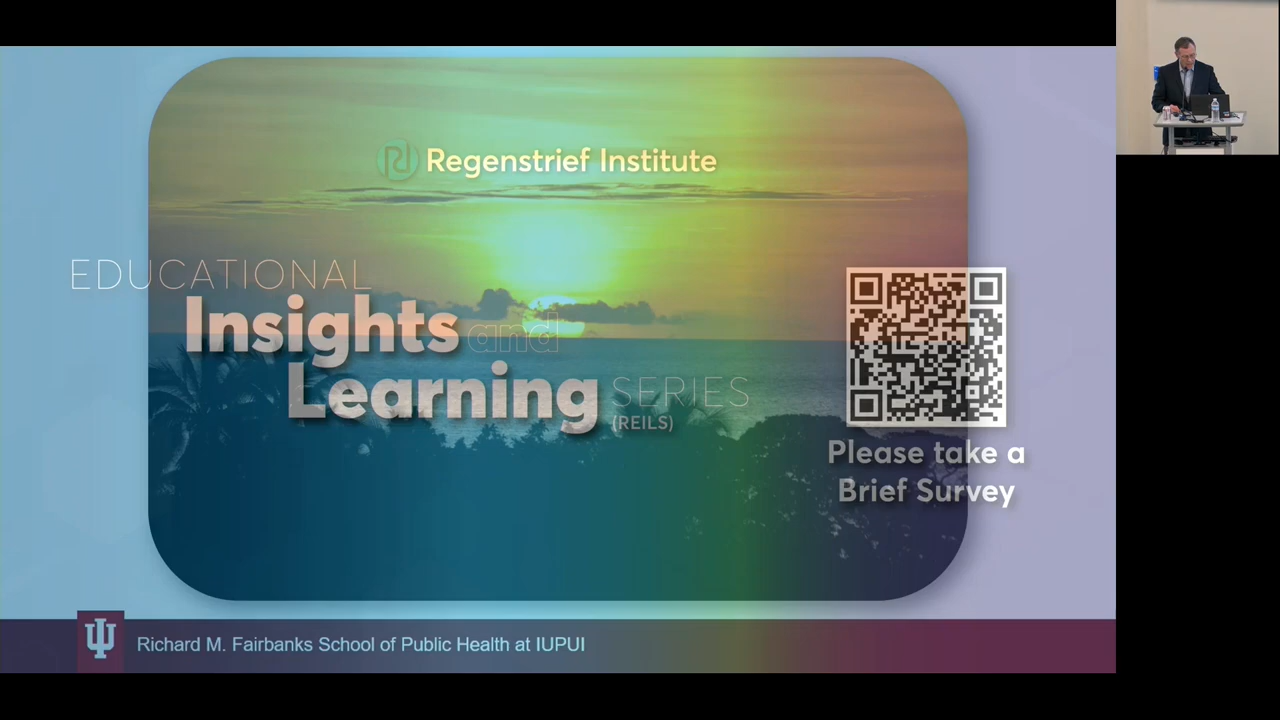 Regenstrief Institute
EDUCATIONAL
Insights and
Learning SERIES
(REILS)
Please take a
Brief Survey
Richard M. Fairbanks School of Public Health at IUPUI